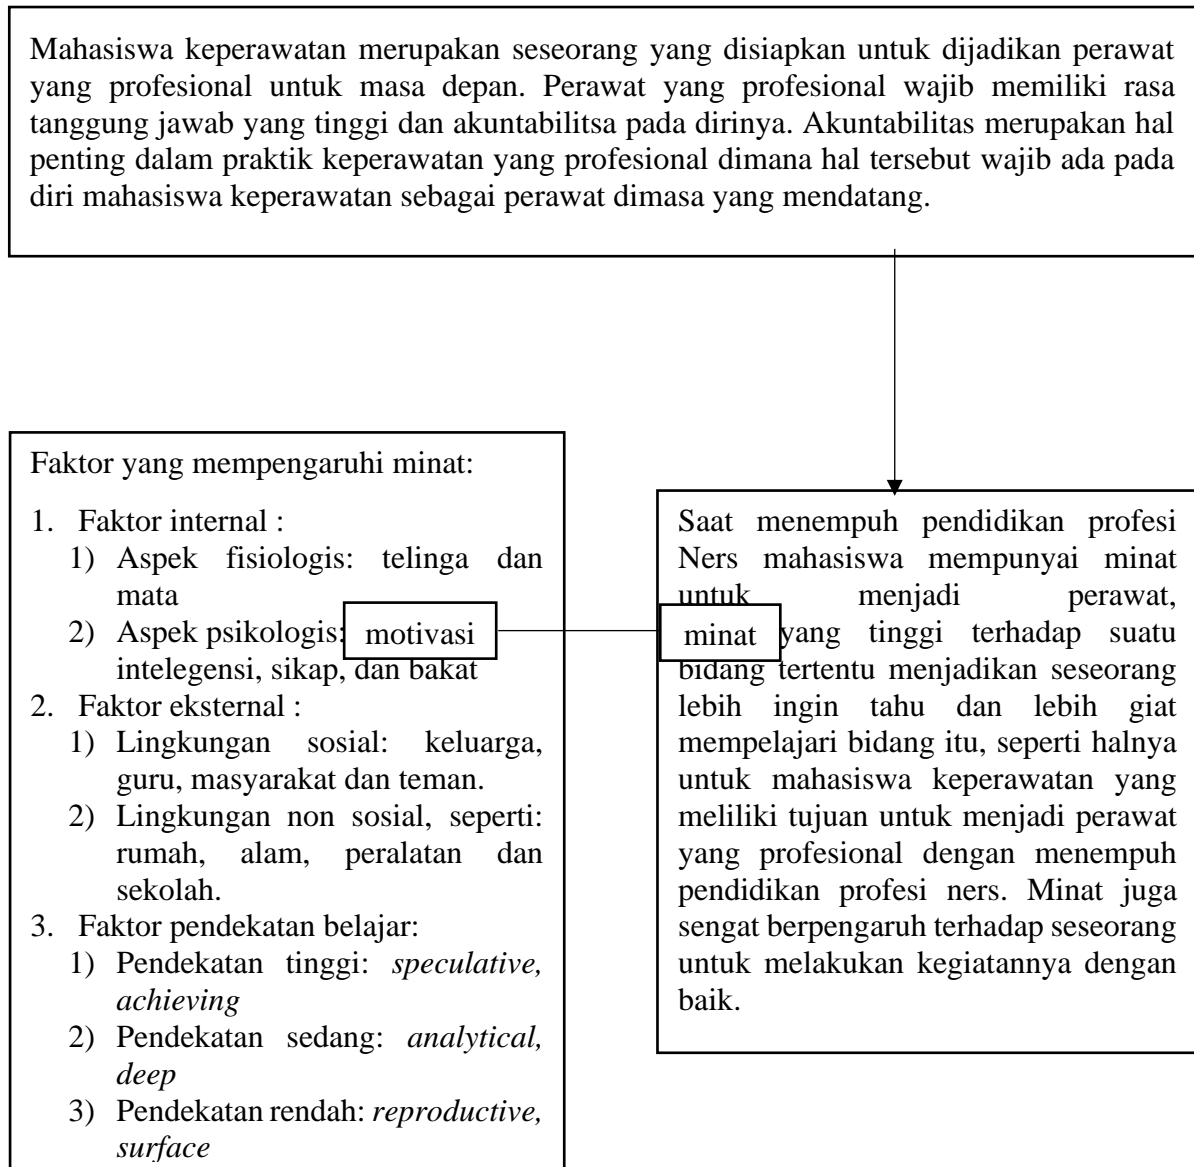 Mahasiswa keperawatan merupakan seseorang yang disiapkan untuk dijadikan perawat
yang profesional untuk masa depan. Perawat yang profesional wajib memiliki rasa
tanggung jawab yang tinggi dan akuntabilitsa pada dirinya. Akuntabilitas merupakan hal
penting dalam praktik keperawatan yang profesional dimana hal tersebut wajib ada pada
diri mahasiswa keperawatan sebagai perawat dimasa yang mendatang.
Faktor yang mempengaruhi minat:
1. Faktor internal :
1) Aspek fisiologis: telinga dan
mata
2) Aspek psikologis: motivasi
intelegensi, sikap, dan bakat
2. Faktor eksternal :
1) Lingkungan sosial: keluarga,
guru, masyarakat dan teman.
2) Lingkungan non sosial, seperti:
rumah, alam, peralatan dan
sekolah.
3. Faktor pendekatan belajar:
1) Pendekatan tinggi: speculative,
achieving
2) Pendekatan sedang: analytical,
deep
3) Pendekatan rendah: reproductive,
surface
Saat menempuh pendidikan profesi
Ners mahasiswa mempunyai minat
untuk menjadi perawat,
minat yang tinggi terhadap suatu
bidang tertentu menjadikan seseorang
lebih ingin tahu dan lebih giat
mempelajari bidang itu, seperti halnya
untuk mahasiswa keperawatan yang
meliliki tujuan untuk menjadi perawat
yang profesional dengan menempuh
pendidikan profesi ners. Minat juga
sengat berpengaruh terhadap seseorang
untuk melakukan kegiatannya dengan
baik.